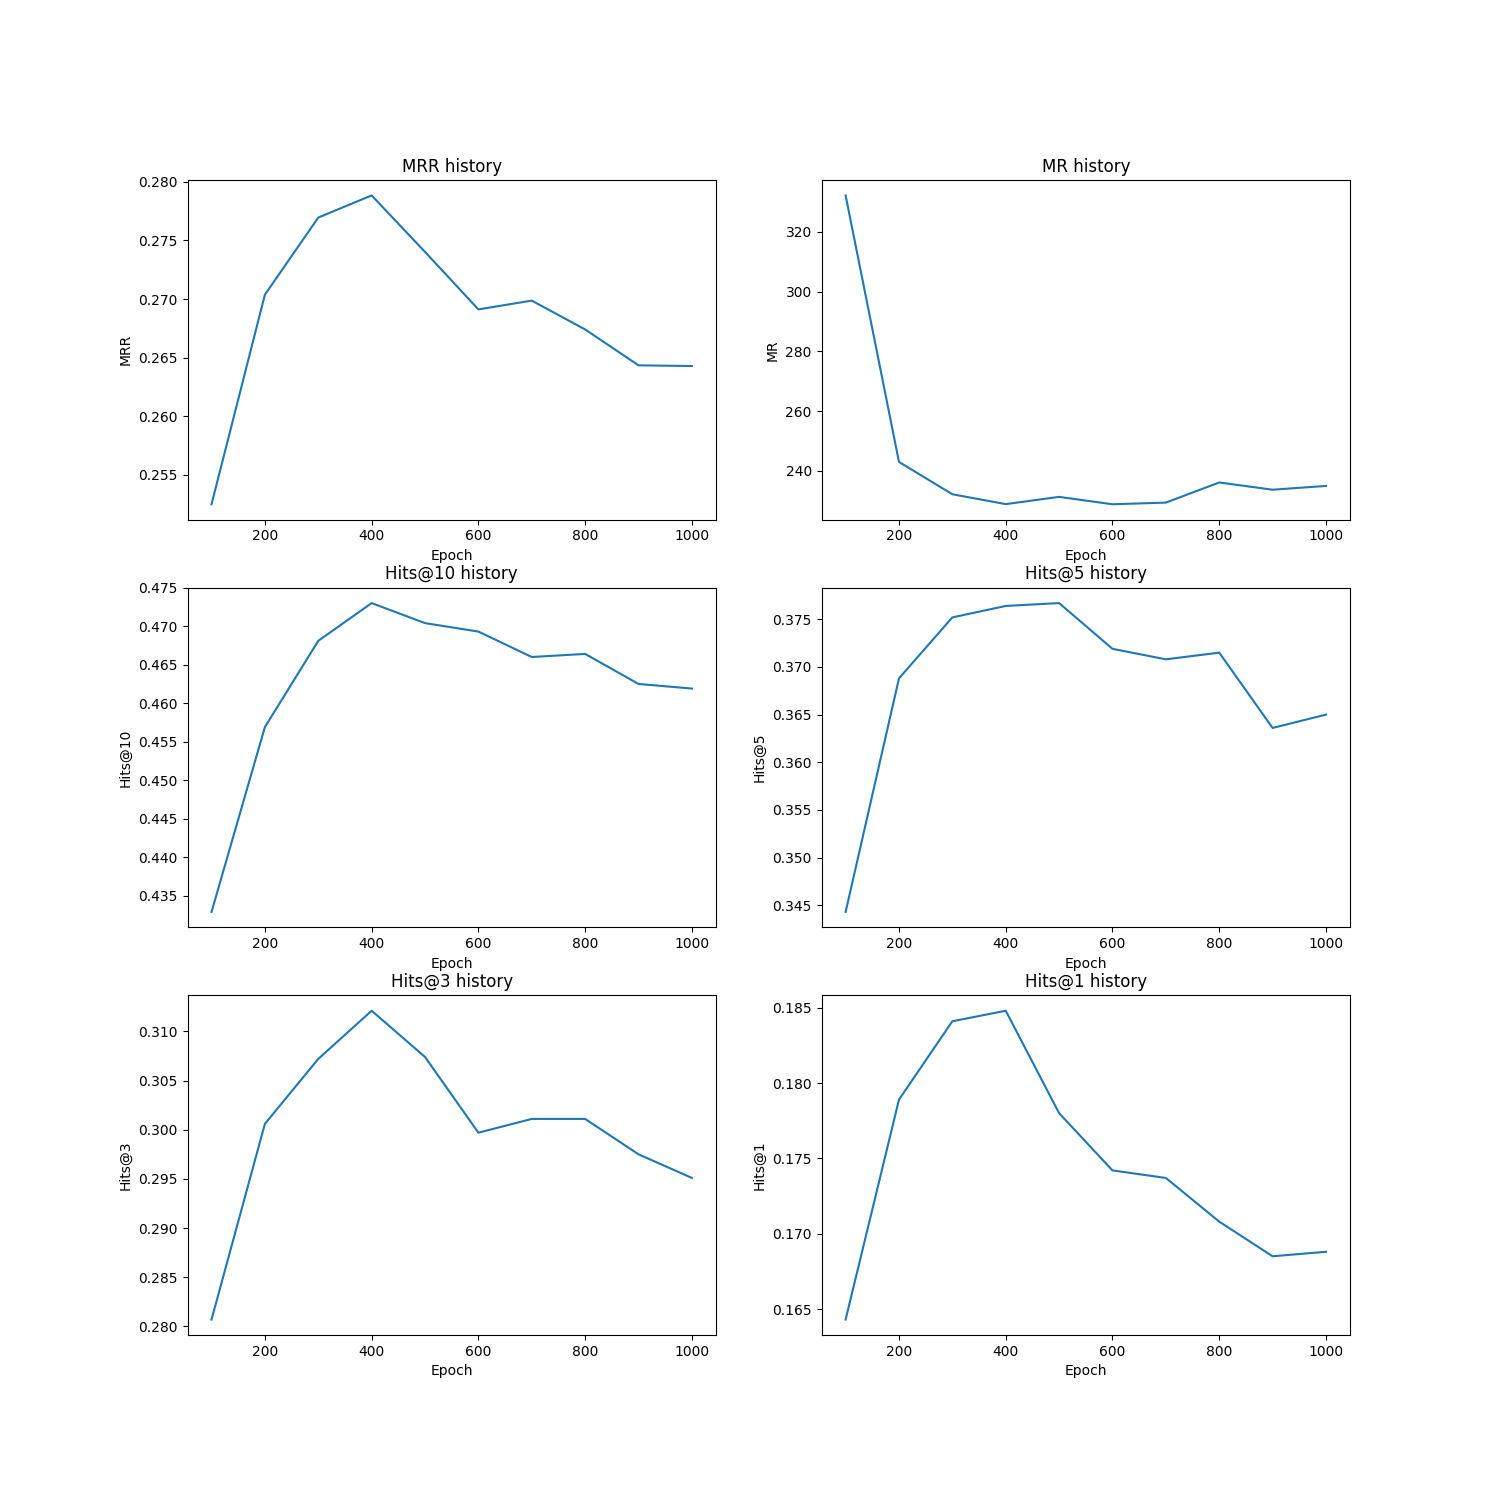 MRR history
0.280
0.275
0.270
0.265
0.260
0.255
MRR
200 400 600 800 1000
Epoch
MR history
320
300
280
260
240
MR
200 400 600 800 1000
Epoch
Hits@10 history
0.475
0.470
0.465
0.460
0.455
0.450
0.445
0.440
0.435
Hits@10
200 400 600 800 1000
Epoch
Hits@5 history
0.375
0.370
0.365
0.360
0.355
0.350
0.345
Hits@5
200 400 600 800 1000
Epoch
Hits@3 history
0.310
0.305
0.300
0.295
0.290
0.285
0.280
Hits@3
200 400 600 800 1000
Epoch
Hits@1 history
0.185
0.180
0.175
0.170
0.165
Hits@1
200 400 600 800 1000
Epoch